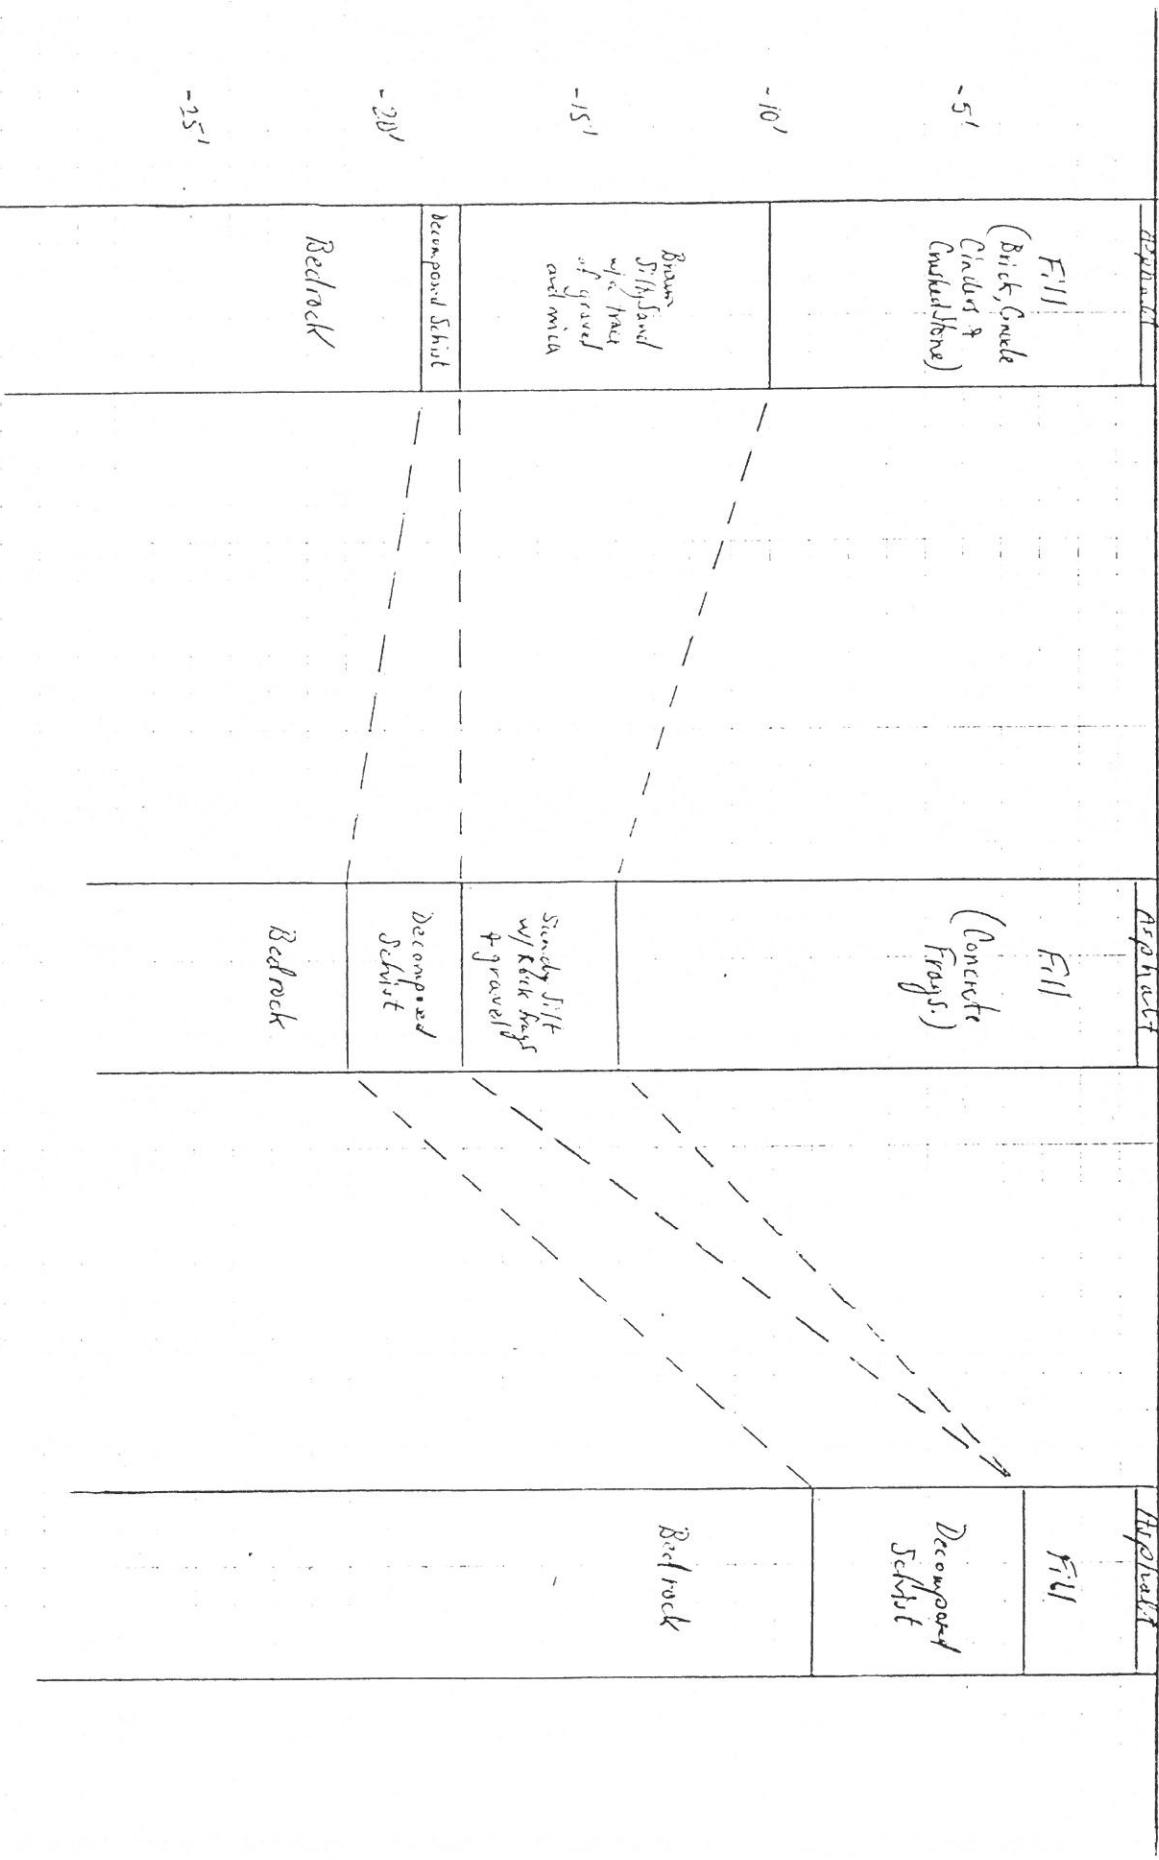 -5'
-10'
-15'
-20'
-25'
Asphalt
Fill
(Brick, Concrete
Cinders &
Crushed Stone)
Brown
Silty Sand
w/a trace
of gravel
and mica
Decomposed Schist
Bedrock
Asphalt
Fill
(Concrete
Frags.)
Sandy Silt
w/Rock frags
& gravel
Decomposed
Schist
Bedrock
Asphalt
Fill
Decomposed
Schist
Bedrock